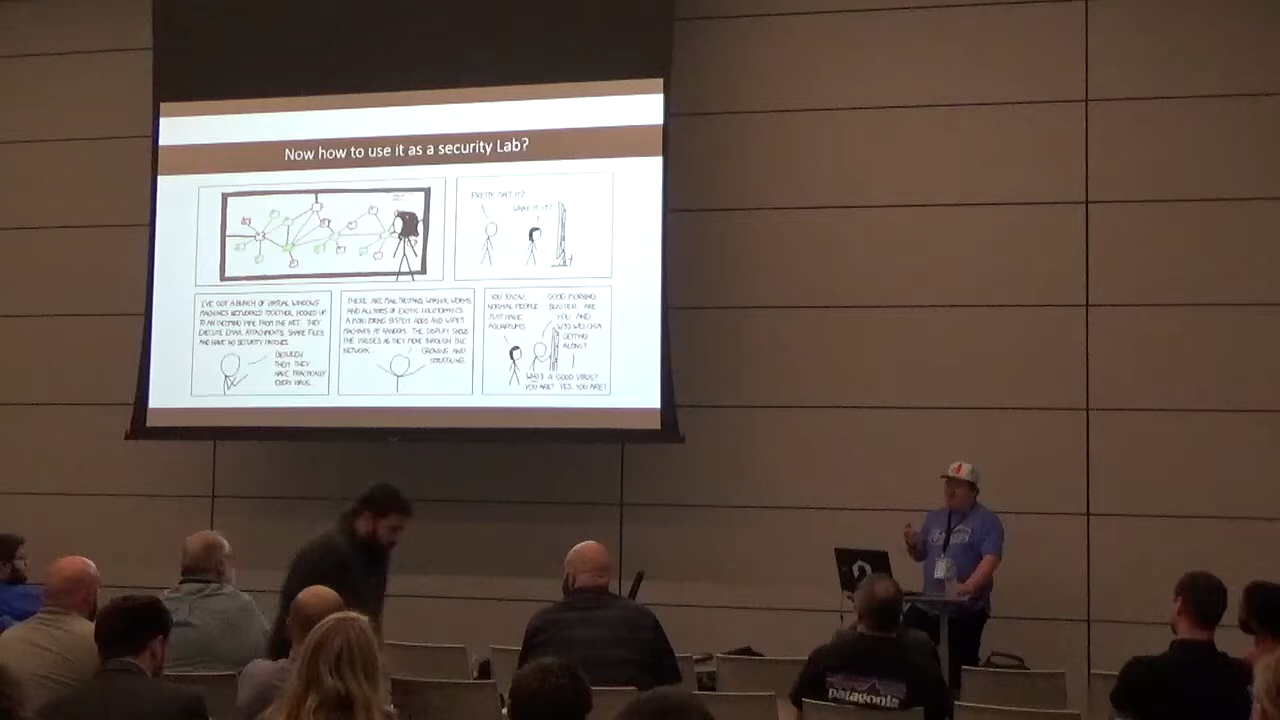 Now how to use it as a security Lab?
PRETTY, ISN'T IT?
WHAT IS IT?
I'VE GOT A BUNCH OF VIRTUAL WINDOWS
MACHINES NETWORKED TOGETHER, HOOKED UP
TO AN INCOMING PIPE FROM THE NET. THEY
EXECUTE EMAIL ATTACHMENTS, SHARE FILES,
AND HAVE NO SECURITY PATCHES.
BETWEEN
THEM THEY
HAVE PRACTICALLY
EVERY VIRUS.
THERE ARE MAILTROJANS, WARHOL WORMS,
AND ALL SORTS OF EXOTIC POLYMORPHICS.
A MONITORING SYSTEM ADDS AND WIPES
MACHINES AT RANDOM. THE DISPLAY SHOWS
THE VIRUSES AS THEY MOVE THROUGH THE
NETWORK,
GROWING AND
STRUGGLING.
YOU KNOW,
NORMAL PEOPLE
JUST HAVE
AQUARIUMS.
GOOD MORNING,
BLASTER. ARE
YOU AND
W32.WELCHIA
GETTING
ALONG?
WHO'S A GOOD VIRUS?
YOU ARE! YES, YOU ARE!
patagonia